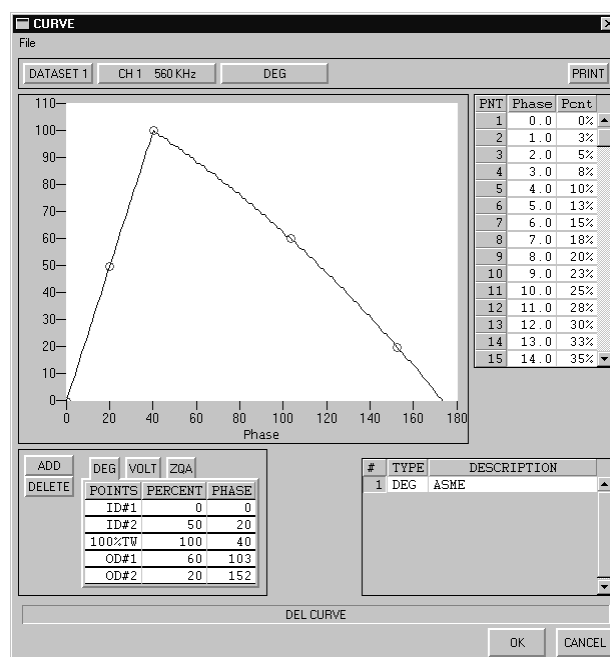 CURVE
File
DATASET 1 CH 1 560 KHz DEG PRINT
110
100
90
80
70
60
50
40
30
20
10
0
0 20 40 60 80 100 120 140 160 180
Phase
PNT Phase Pcnt
1 0.0 0%
2 1.0 3%
3 2.0 5%
4 3.0 8%
5 4.0 10%
6 5.0 13%
7 6.0 15%
8 7.0 18%
9 8.0 20%
10 9.0 23%
11 10.0 25%
12 11.0 28%
13 12.0 30%
14 13.0 33%
15 14.0 35%
ADD
DELETE
DEG VOLT ZQA
POINTS PERCENT PHASE
ID#1 0 0
ID#2 50 20
100%TW 100 40
OD#1 60 103
OD#2 20 152
# TYPE DESCRIPTION
1 DEG ASME
DEL CURVE
OK CANCEL